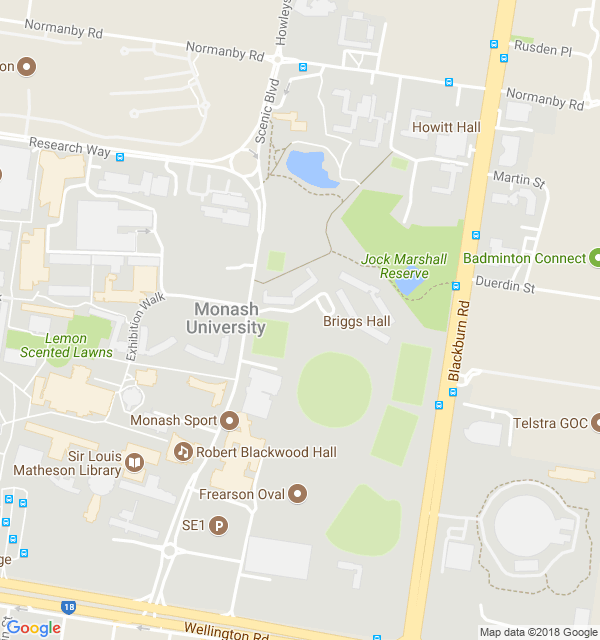 Normanby Rd
Howleys
Normanby Rd
Rusden Pl
on
Scenic Blvd
Normanby Rd
Howitt Hall
Research Way
Martin St
Jock Marshall
Reserve
Badminton Connect
Duerdin St
Exhibition Walk
Monash
University
Briggs Hall
Lemon
Scented Lawns
Blackburn Rd
Monash Sport
Telstra GOC
Robert Blackwood Hall
Sir Louis
Matheson Library
Frearson Oval
SE1
P
ge
18
n St
Wellington Rd
Google
Map data ©2018 Google